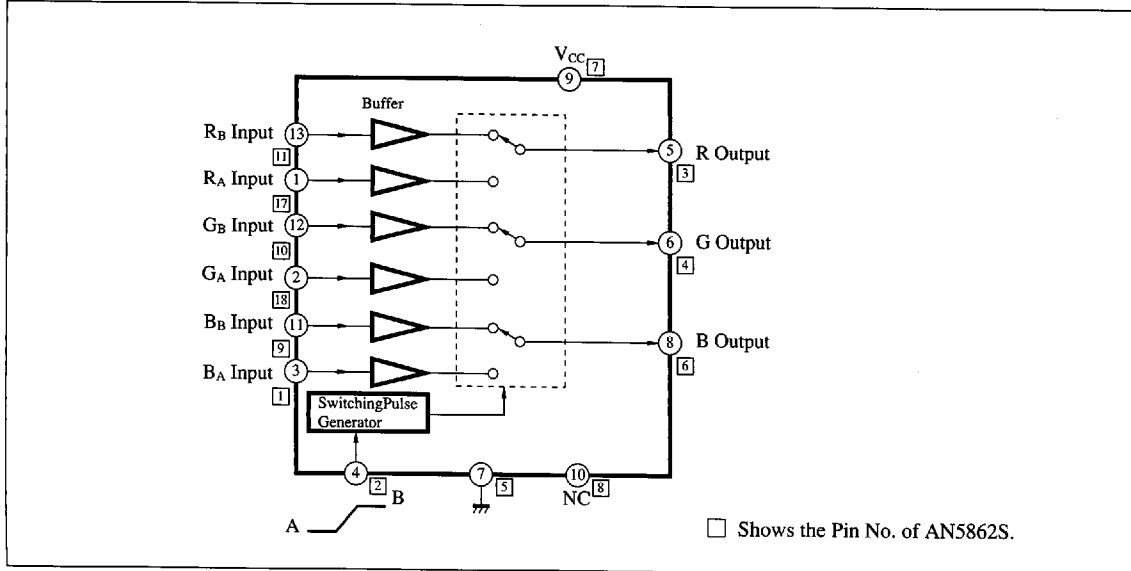 VCC 7
9
Buffer
RB Input 13
11
5 R Output
3
RA Input 1
17
GB Input 12
10
6 G Output
4
GA Input 2
18
BB Input 11
9
8 B Output
6
BA Input 3
1
SwitchingPulse
Generator
4
2
B
A
7
5
10
NC 8
□ Shows the Pin No. of AN5862S.